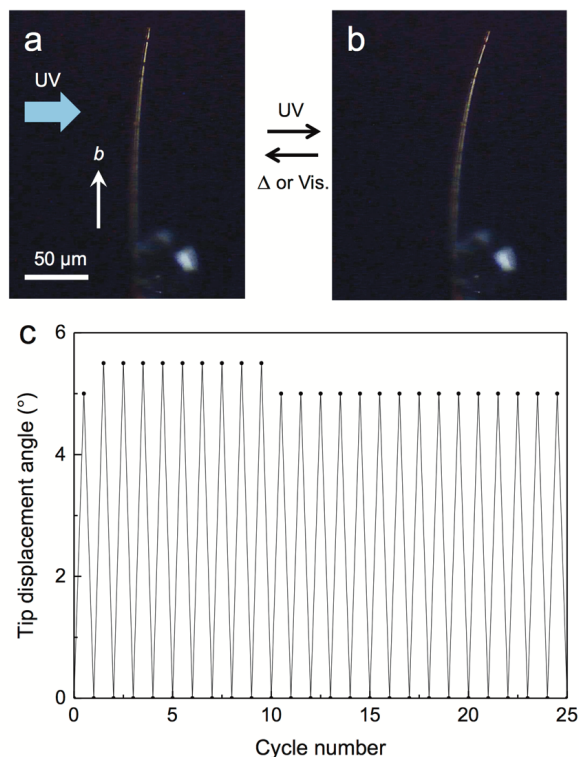 a
UV
b
50 µm
UV
Δ or Vis.
b
c
6
4
2
0
Tip displacement angle (°)
0 5 10 15 20 25
Cycle number